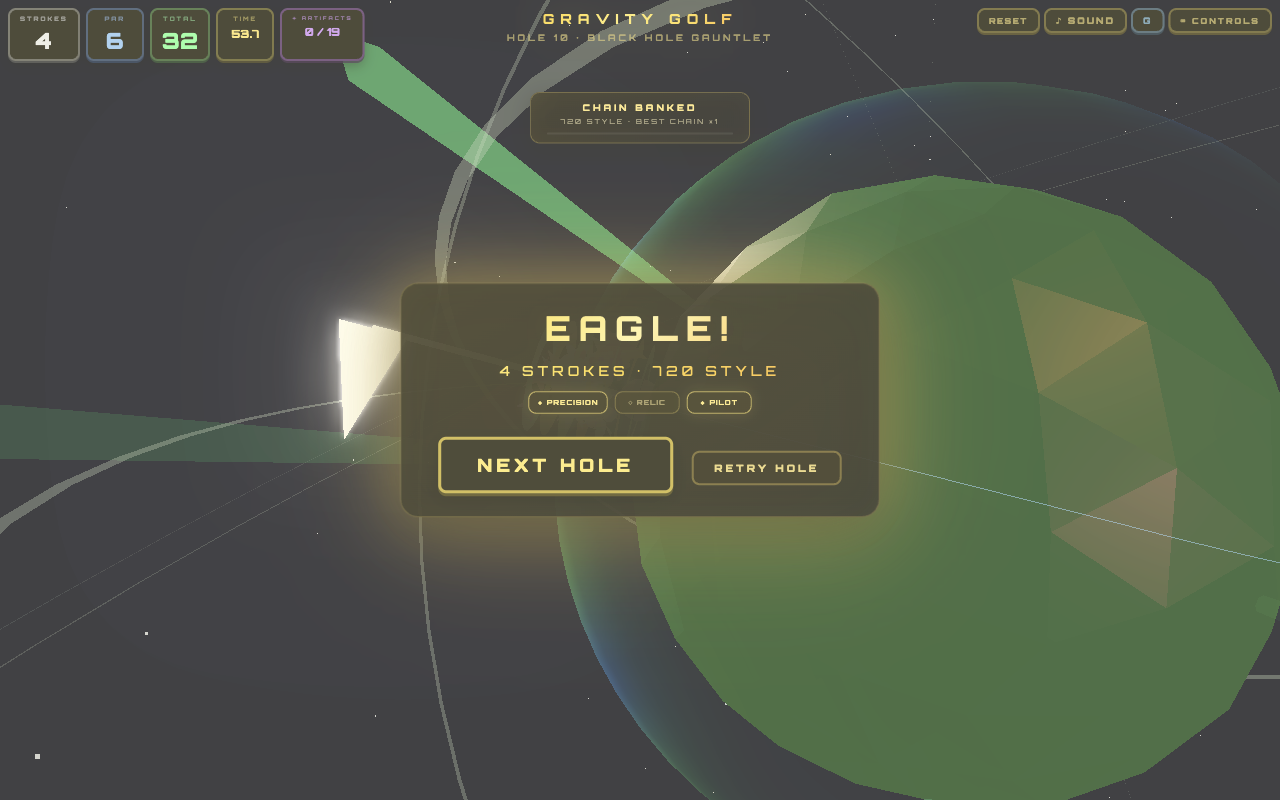 STROKES
4
PAR
6
TOTAL
32
TIME
53.7
ARTIFACTS
0 / 19
GRAVITY GOLF
HOLE 10 · BLACK HOLE GAUNTLET
RESET
♪ SOUND
G
CONTROLS
CHAIN BANKED
720 STYLE · BEST CHAIN ×1
EAGLE!
4 STROKES · 720 STYLE
◆ PRECISION
◇ RELIC
◆ PILOT
NEXT HOLE
RETRY HOLE